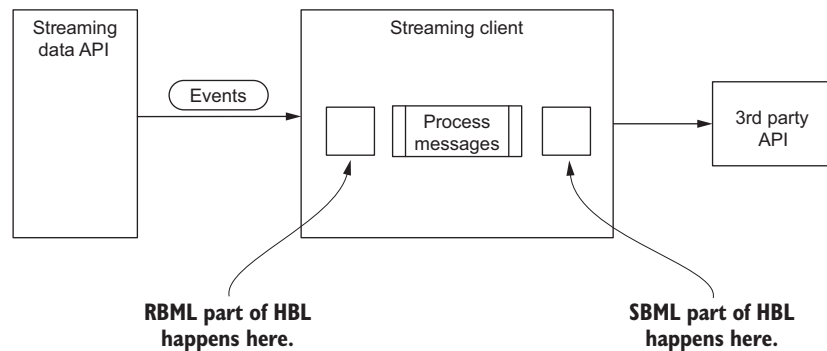 Streaming
data API
Events
Streaming client
Process
messages
3rd party
API
RBML part of HBL
happens here.
SBML part of HBL
happens here.